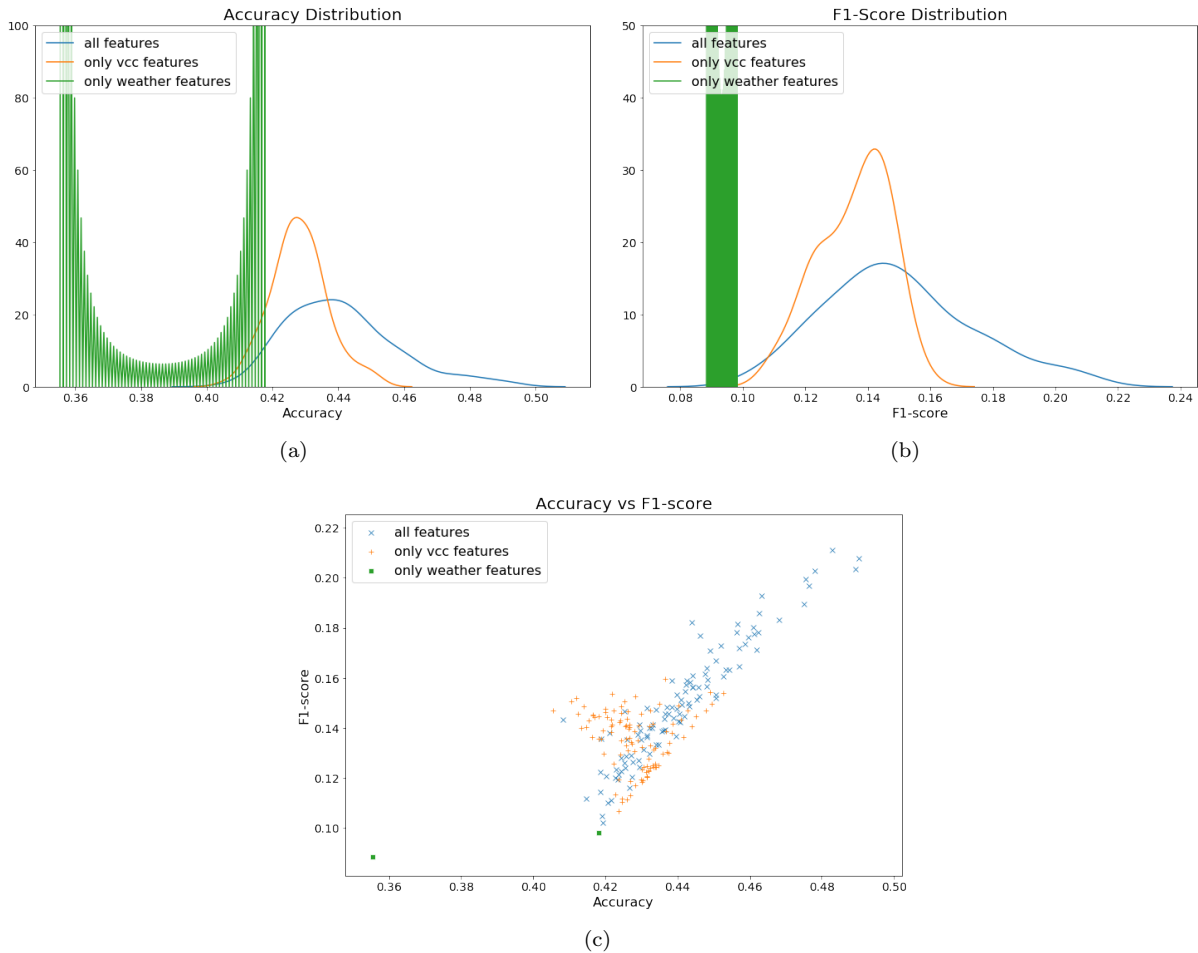 Accuracy Distribution
100
80
60
40
20
0
all features
only vcc features
only weather features
0.36 0.38 0.40 0.42 0.44 0.46 0.48 0.50
Accuracy
(a)
F1-Score Distribution
50
40
30
20
10
0
all features
only vcc features
only weather features
0.08 0.10 0.12 0.14 0.16 0.18 0.20 0.22 0.24
F1-score
(b)
Accuracy vs F1-score
F1-score
0.22
0.20
0.18
0.16
0.14
0.12
0.10
all features
only vcc features
only weather features
0.36 0.38 0.40 0.42 0.44 0.46 0.48 0.50
Accuracy
(c)